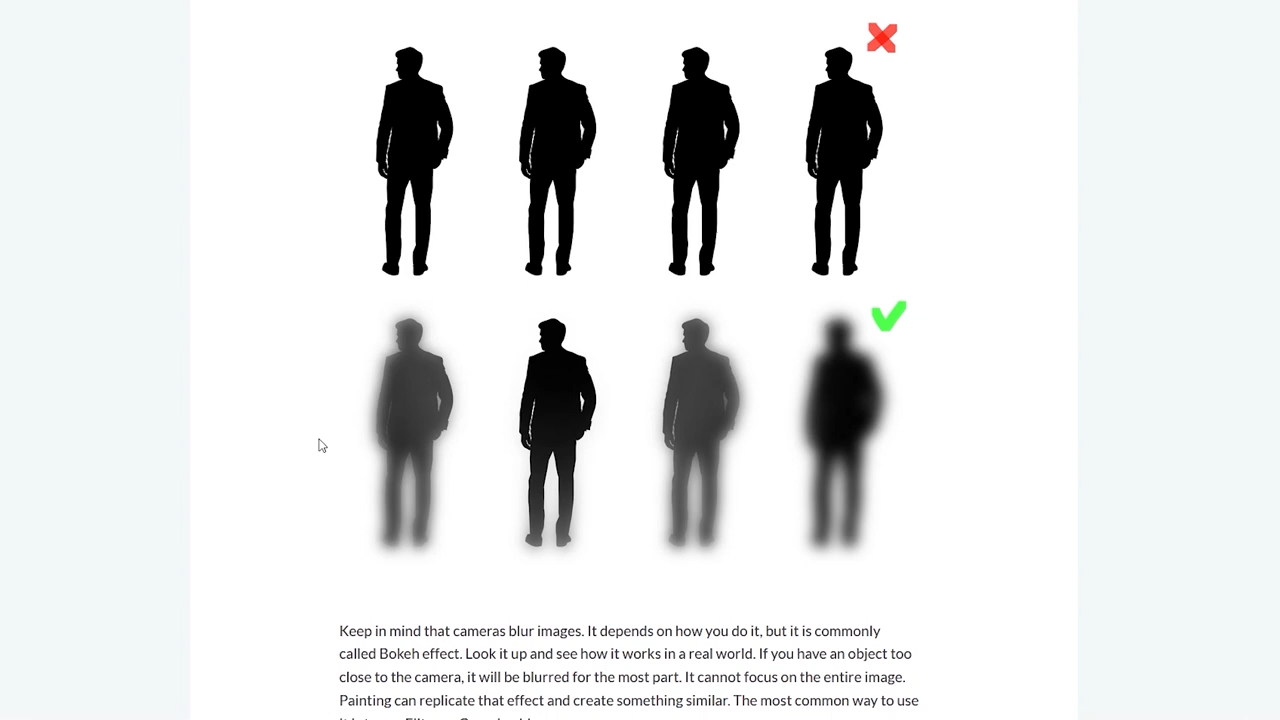 Keep in mind that cameras blur images. It depends on how you do it, but it is commonly
called Bokeh effect. Look it up and see how it works in a real world. If you have an object too
close to the camera, it will be blurred for the most part. It cannot focus on the entire image.
Painting can replicate that effect and create something similar. The most common way to use